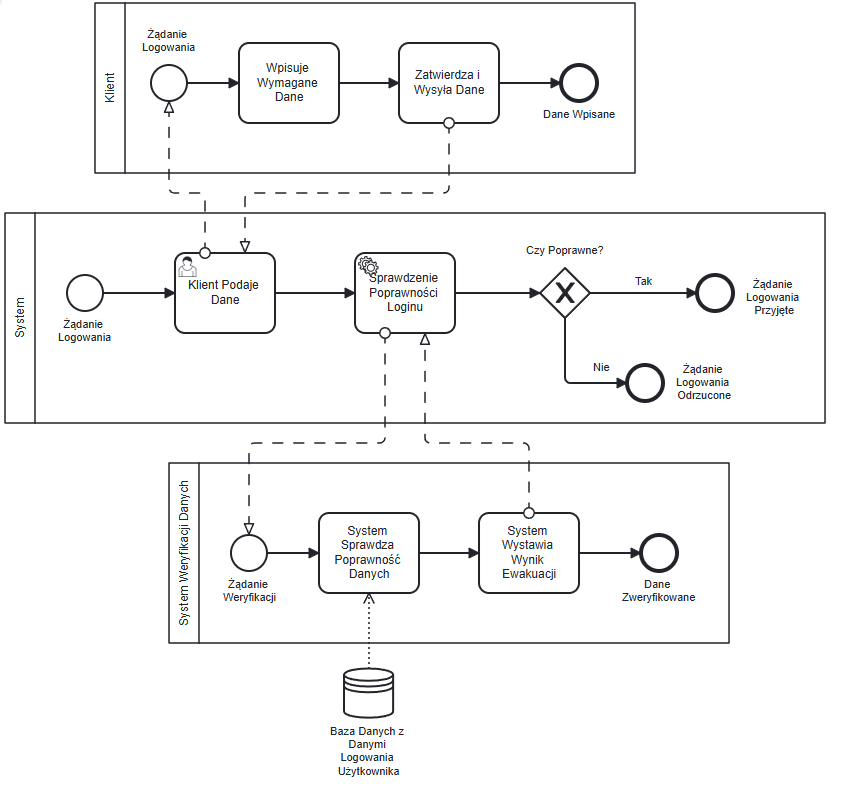 Klient
Żądanie
Logowania
Wpisuje
Wymagane
Dane
Zatwierdza i
Wysyła Dane
Dane Wpisane
System
Żądanie
Logowania
Klient Podaje
Dane
Sprawdzenie
Poprawności
Loginu
Czy Poprawne?
Tak
Żądanie
Logowania
Przyjęte
Nie
Żądanie
Logowania
Odrzucone
System Weryfikacji Danych
Żądanie
Weryfikacji
System
Sprawdza
Poprawność
Danych
System
Wystawia
Wynik
Ewakuacji
Dane
Zweryfikowane
Baza Danych z
Danymi
Logowania
Użytkownika